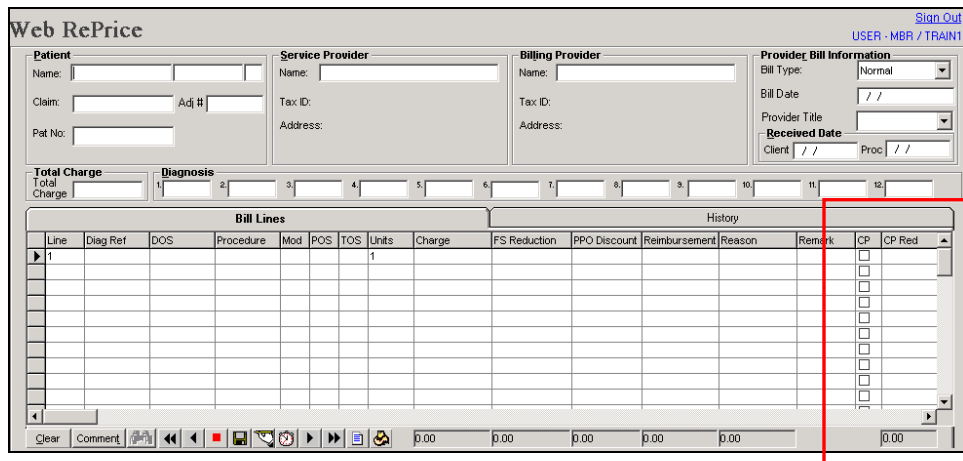 Sign Out
Web RePrice
USER - MBR / TRAIN1
Patient
Name:
Claim:
Adj #
Pat No:
Service Provider
Name:
Tax ID:
Address:
Billing Provider
Name:
Tax ID:
Address:
Provider Bill Information
Bill Type: Normal
Bill Date / /
Provider Title
Received Date
Client / / Proc / /
Total Charge
Total Charge
Diagnosis
1. 2. 3. 4. 5. 6. 7. 8. 9. 10. 11. 12.
Bill Lines History
Line Diag Ref DOS Procedure Mod POS TOS Units Charge FS Reduction PPO Discount Reimbursement Reason Remark CP CP Red
1 1
Clear Comment 0.00 0.00 0.00 0.00 0.00 0.00